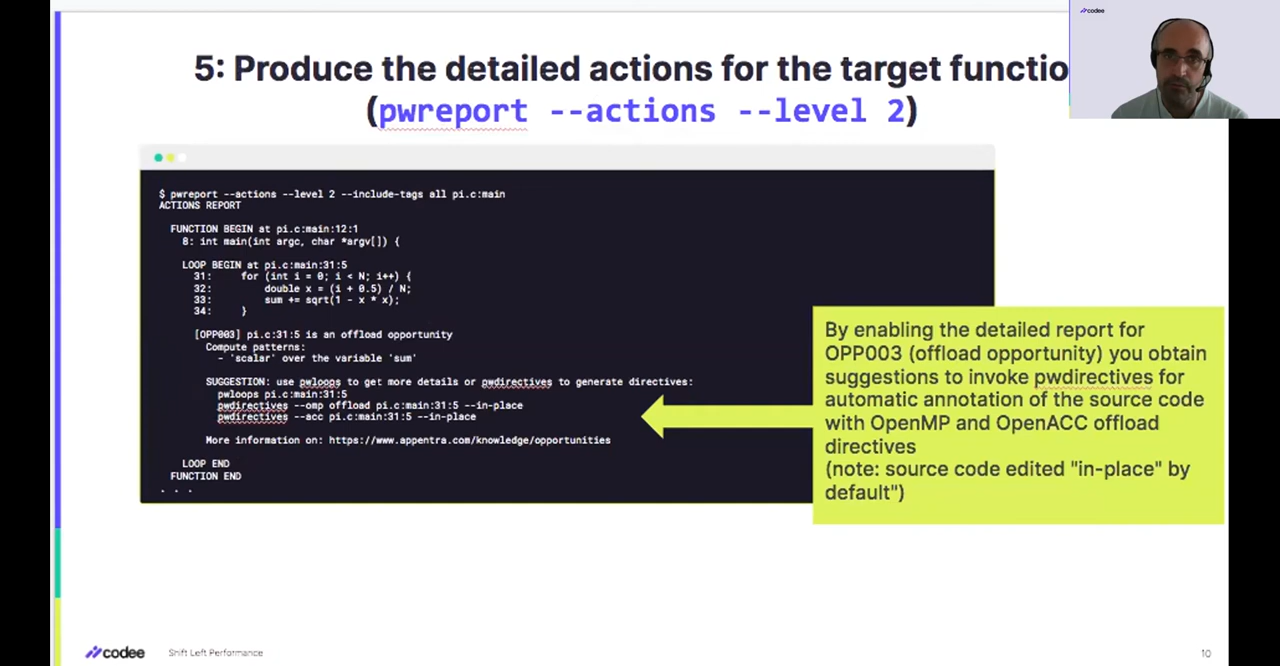 codee
5: Produce the detailed actions for the target functio
(pwreport --actions --level 2)
$ pwreport --actions --level 2 --include-tags all pi.c:main
ACTIONS REPORT
FUNCTION BEGIN at pi.c:main:12:1
8: int main(int argc, char *argv[]) {
LOOP BEGIN at pi.c:main:31:5
31: for (int i = 0; i < N; i++) {
32: double x = (i + 0.5) / N;
33: sum += sqrt(1 - x * x);
34: }
[OPP003] pi.c:31:5 is an offload opportunity
Compute patterns:
- 'scalar' over the variable 'sum'
SUGGESTION: use pwloops to get more details or pwdirectives to generate directives:
pwloops pi.c:main:31:5
pwdirectives --omp offload pi.c:main:31:5 --in-place
pwdirectives --acc pi.c:main:31:5 --in-place
More information on: https://www.appentra.com/knowledge/opportunities
LOOP END
FUNCTION END
. . .
By enabling the detailed report for
OPP003 (offload opportunity) you obtain
suggestions to invoke pwdirectives for
automatic annotation of the source code
with OpenMP and OpenACC offload
directives
(note: source code edited "in-place" by
default")
codee
Shift Left Performance
10